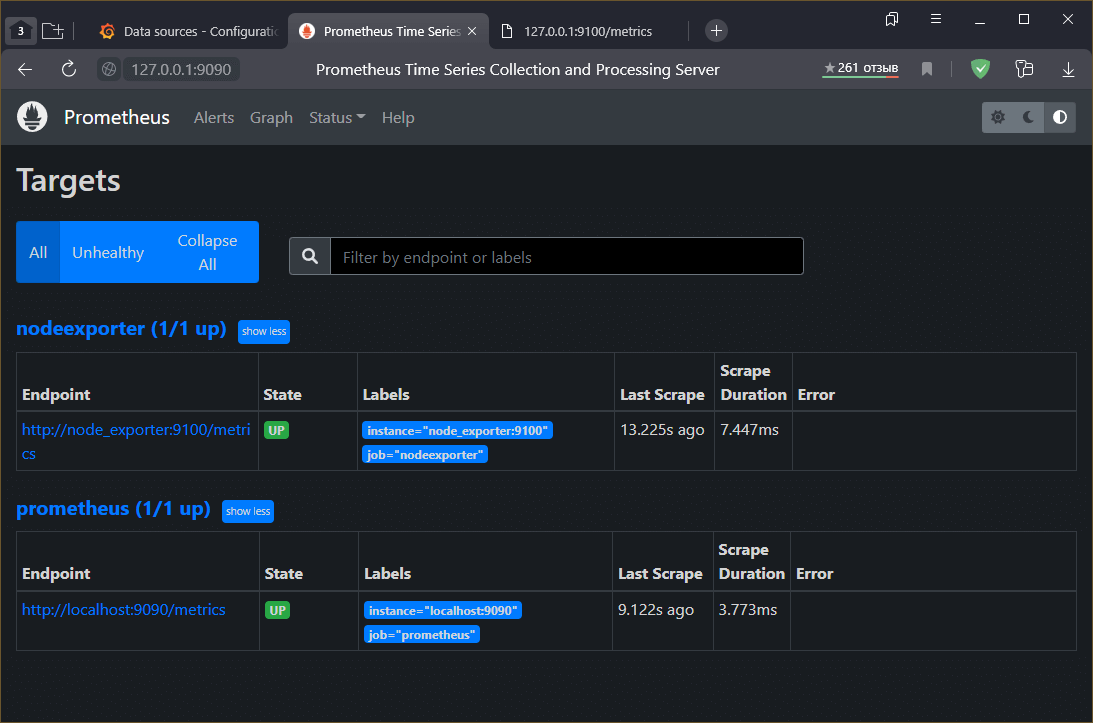 3
Data sources - Configuratic
Prometheus Time Series
127.0.0.1:9100/metrics
127.0.0.1:9090
Prometheus Time Series Collection and Processing Server
★261 отзыв
Prometheus
Alerts
Graph
Status
Help
Targets
All
Unhealthy
Collapse
All
Filter by endpoint or labels
nodeexporter (1/1 up)
show less
Endpoint
State
Labels
Last Scrape
Scrape
Duration
Error
http://node_exporter:9100/metri
cs
UP
instance="node_exporter:9100"
job="nodeexporter"
13.225s ago
7.447ms
prometheus (1/1 up)
show less
Endpoint
State
Labels
Last Scrape
Scrape
Duration
Error
http://localhost:9090/metrics
UP
instance="localhost:9090"
job="prometheus"
9.122s ago
3.773ms